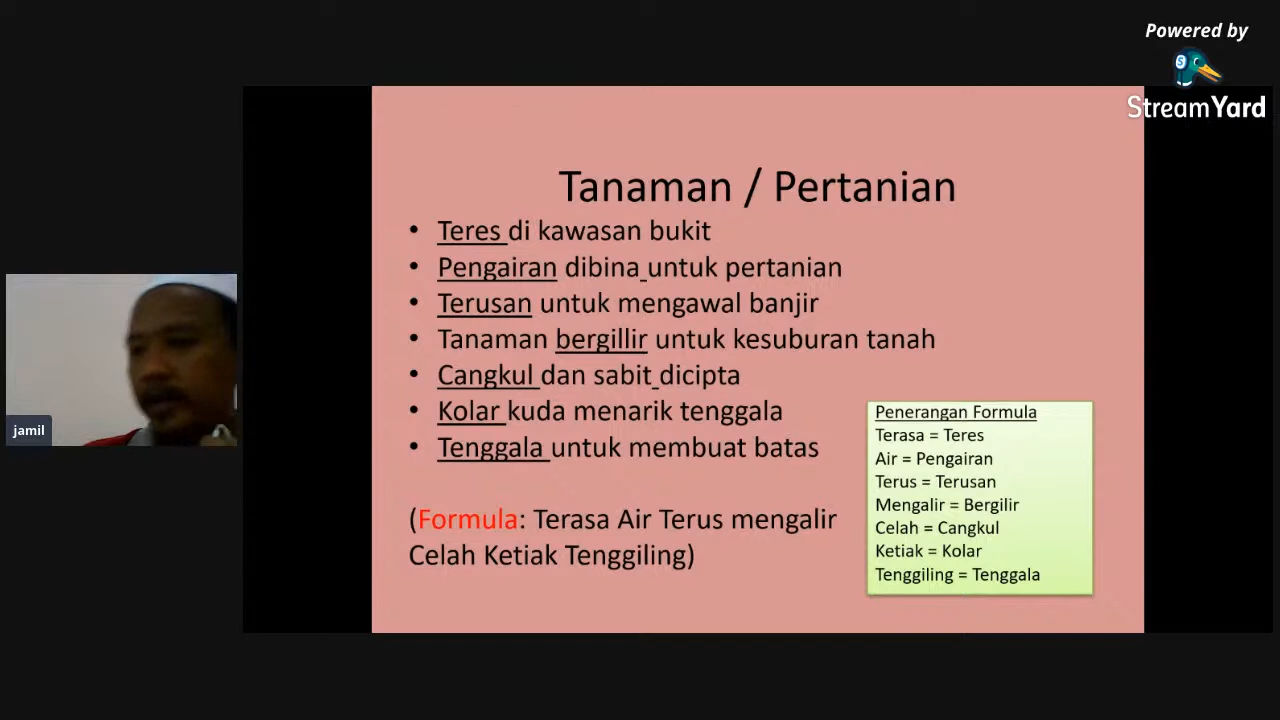 Powered by
StreamYard
Tanaman / Pertanian
• Teres di kawasan bukit
• Pengairan dibina untuk pertanian
• Terusan untuk mengawal banjir
• Tanaman bergillir untuk kesuburan tanah
• Cangkul dan sabit dicipta
• Kolar kuda menarik tenggala
• Tenggala untuk membuat batas
(Formula: Terasa Air Terus mengalir
Celah Ketiak Tenggiling)
Penerangan Formula
Terasa = Teres
Air = Pengairan
Terus = Terusan
Mengalir = Bergilir
Celah = Cangkul
Ketiak = Kolar
Tenggiling = Tenggala
jamil